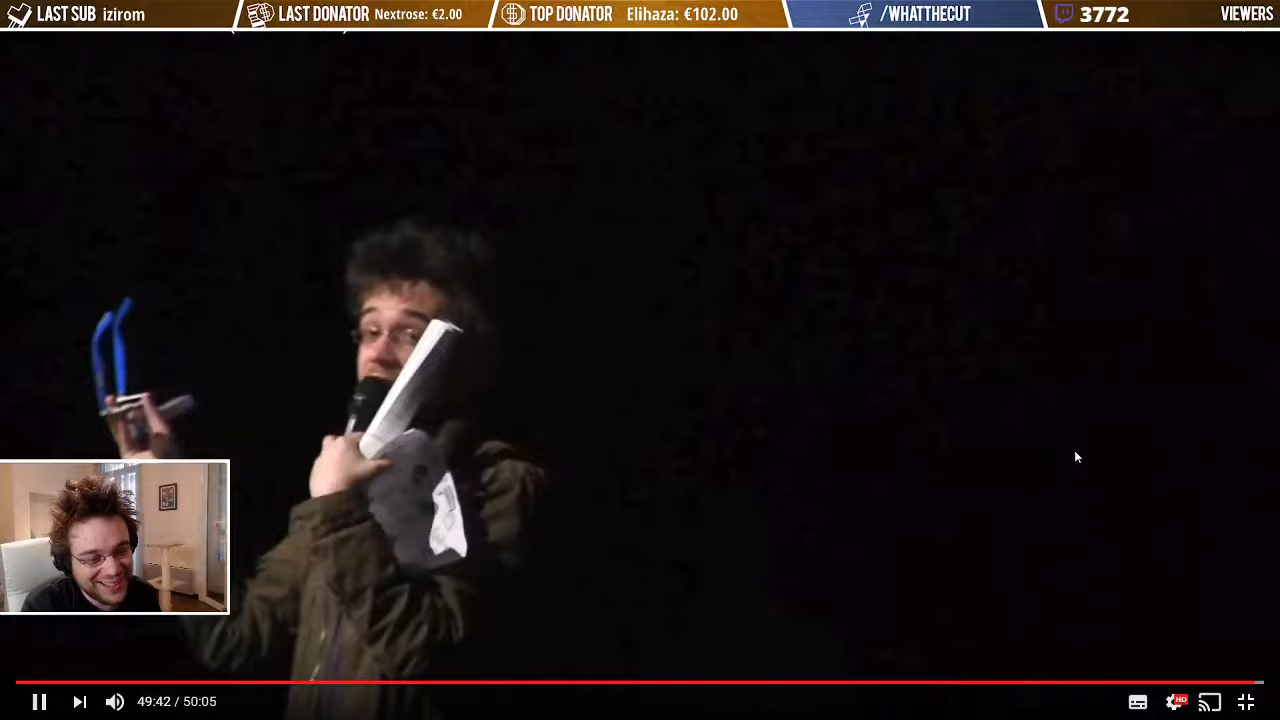 LAST SUB izirom
LAST DONATOR Nextrose: €2.00
TOP DONATOR Elihaza: €102.00
/WHATTHECUT
3772 VIEWERS
49:42 / 50:05
HD